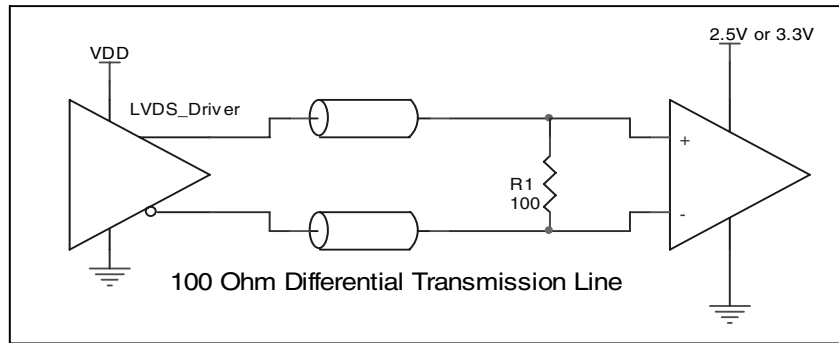 VDD
2.5V or 3.3V
LVDS_Driver
+
R1
100
-
100 Ohm Differential Transmission Line